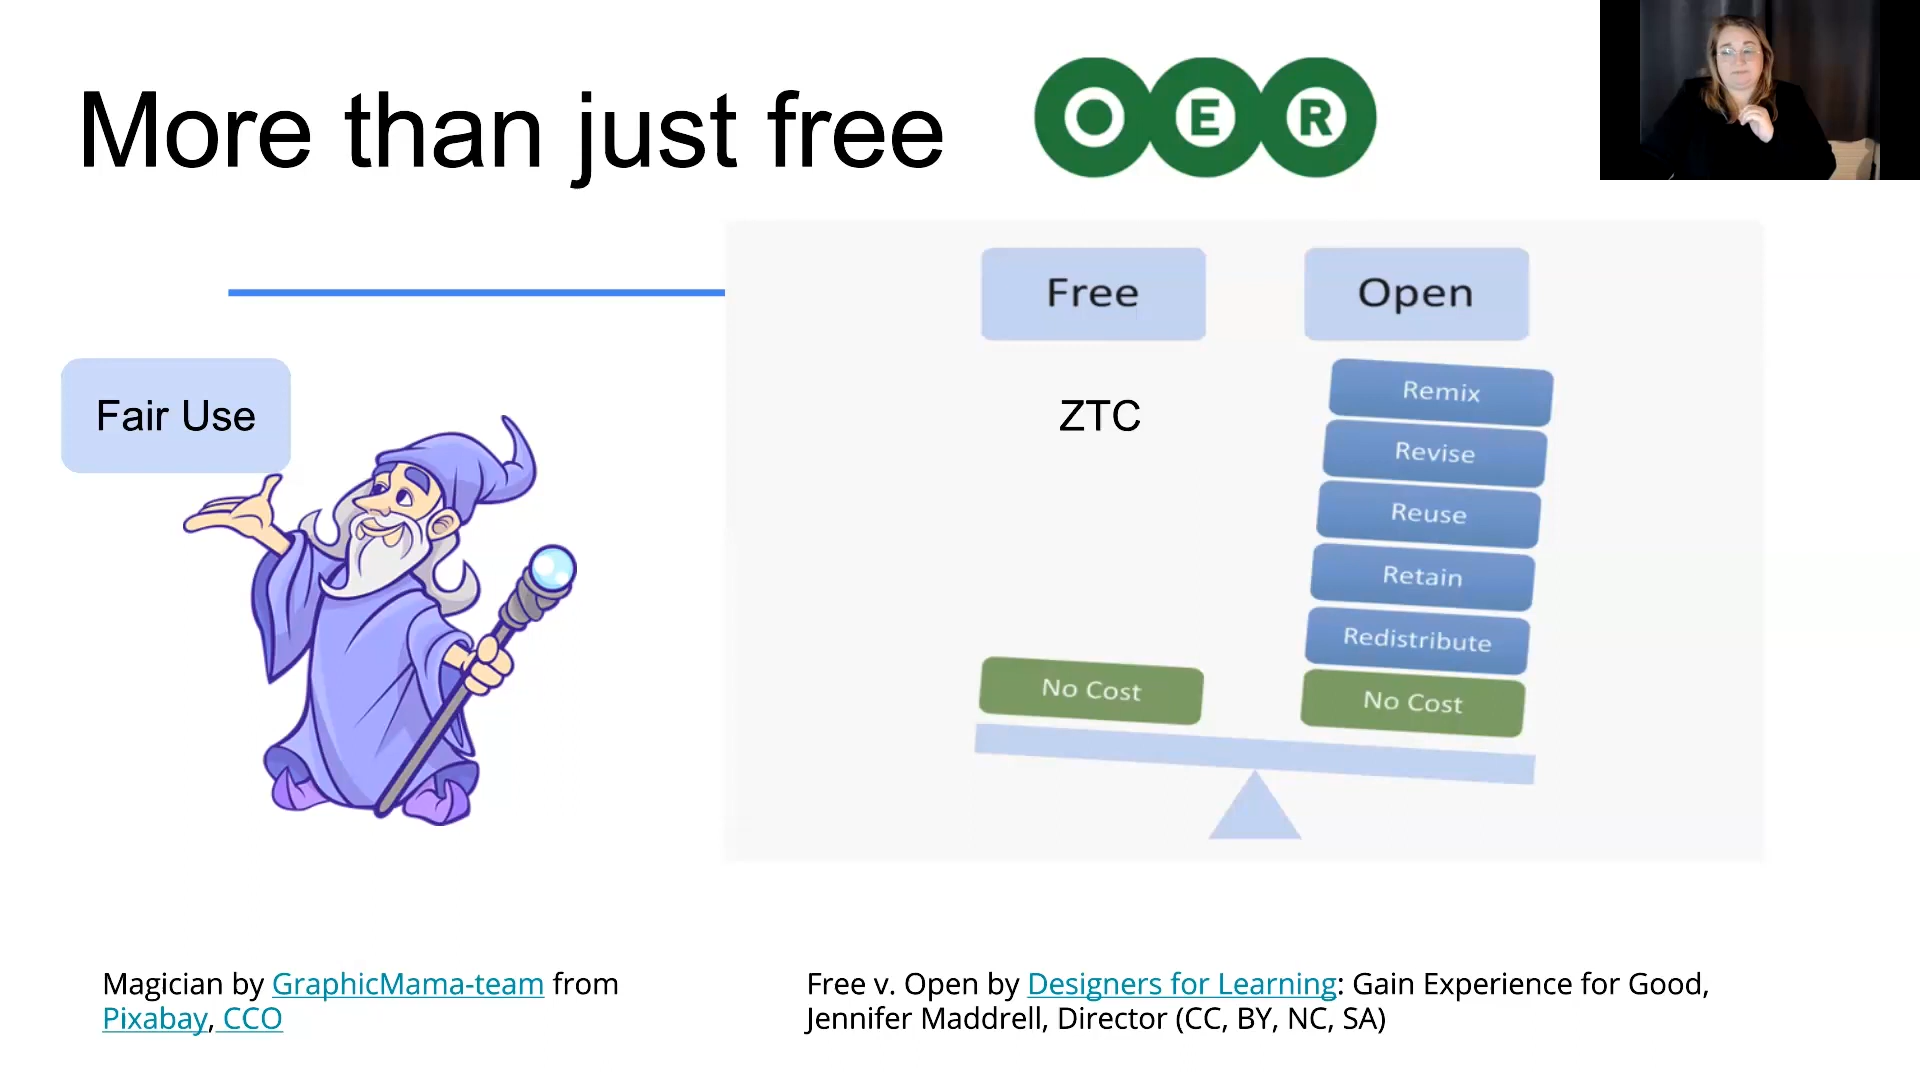 More than just free
OER
Free
Open
Fair Use
ZTC
Remix
Revise
Reuse
Retain
Redistribute
No Cost
No Cost
Magician by GraphicMama-team from
Pixabay, CCO
Free v. Open by Designers for Learning: Gain Experience for Good,
Jennifer Maddrell, Director (CC, BY, NC, SA)